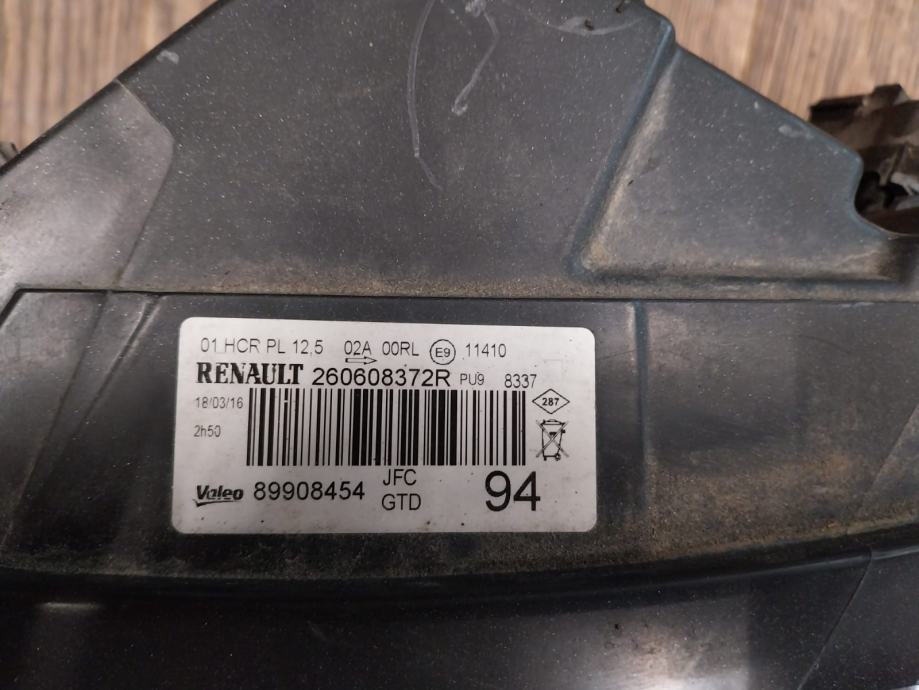 01 HCR PL 12,5 02A 00RL E9 11410
RENAULT 260608372R PU9 8337
18/03/16
287
2h50
Valeo 89908454 JFC GTD 94